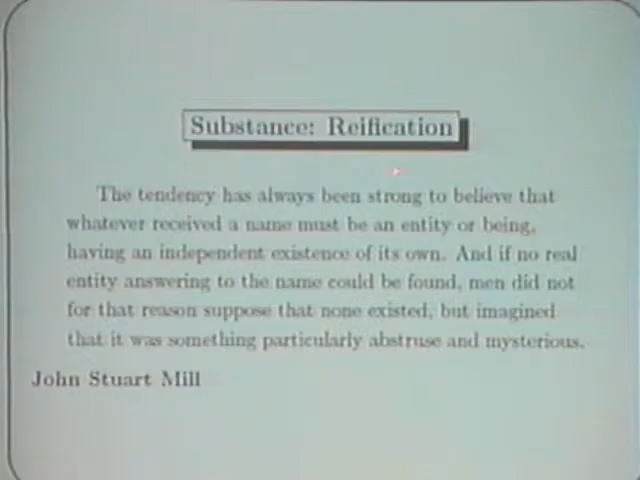 Substance: Reification
The tendency has always been strong to believe that
whatever received a name must be an entity or being,
having an independent existence of its own. And if no real
entity answering to the name could be found, men did not
for that reason suppose that none existed, but imagined
that it was something particularly abstruse and mysterious.
John Stuart Mill